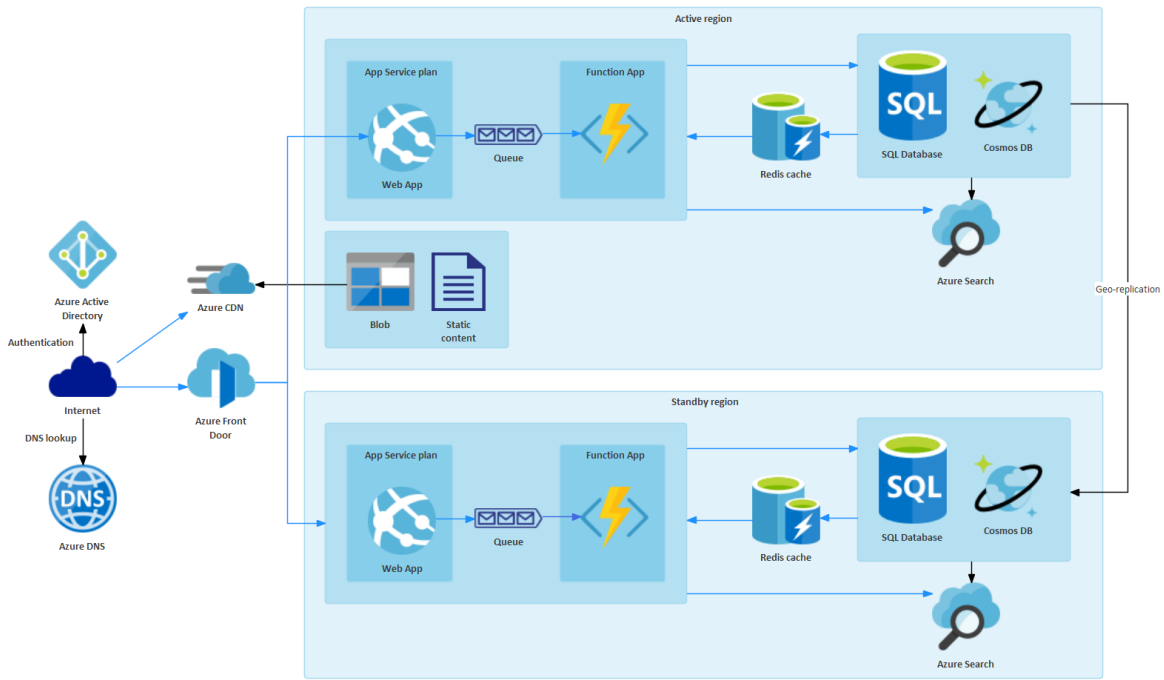 Active region
App Service plan
Web App
Queue
Function App
Redis cache
SQL
SQL Database
Cosmos DB
Azure Search
Geo-replication
Blob
Static
content
Azure Active
Directory
Authentication
Internet
DNS lookup
DNS
Azure DNS
Azure CDN
Azure Front
Door
Standby region
App Service plan
Web App
Queue
Function App
Redis cache
SQL
SQL Database
Cosmos DB
Azure Search